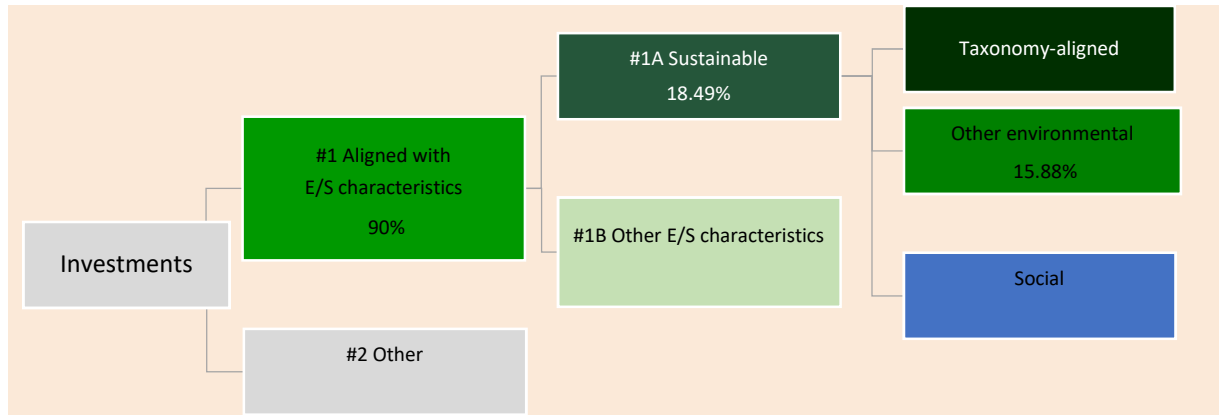 Investments
#1 Aligned with
E/S characteristics
90%
#2 Other
#1A Sustainable
18.49%
#1B Other E/S characteristics
Taxonomy-aligned
Other environmental
15.88%
Social